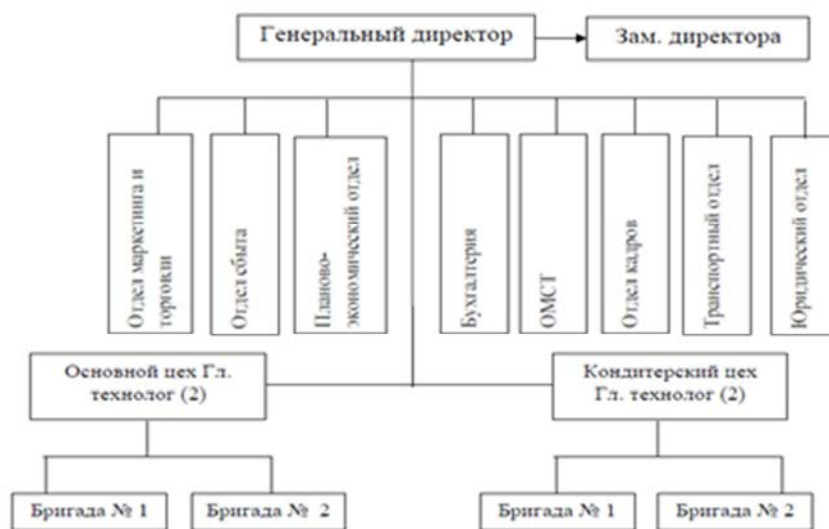 Генеральный директор
Зам. директора
Отдел маркетинга и
торговли
Отдел сбыта
Планово-
экономический отдел
Бухгалтерия
ОМСТ
Отдел кадров
Транспортный отдел
Юридический отдел
Основной цех Гл.
технолог (2)
Кондитерский цех
Гл. технолог (2)
Бригада № 1
Бригада № 2
Бригада № 1
Бригада № 2